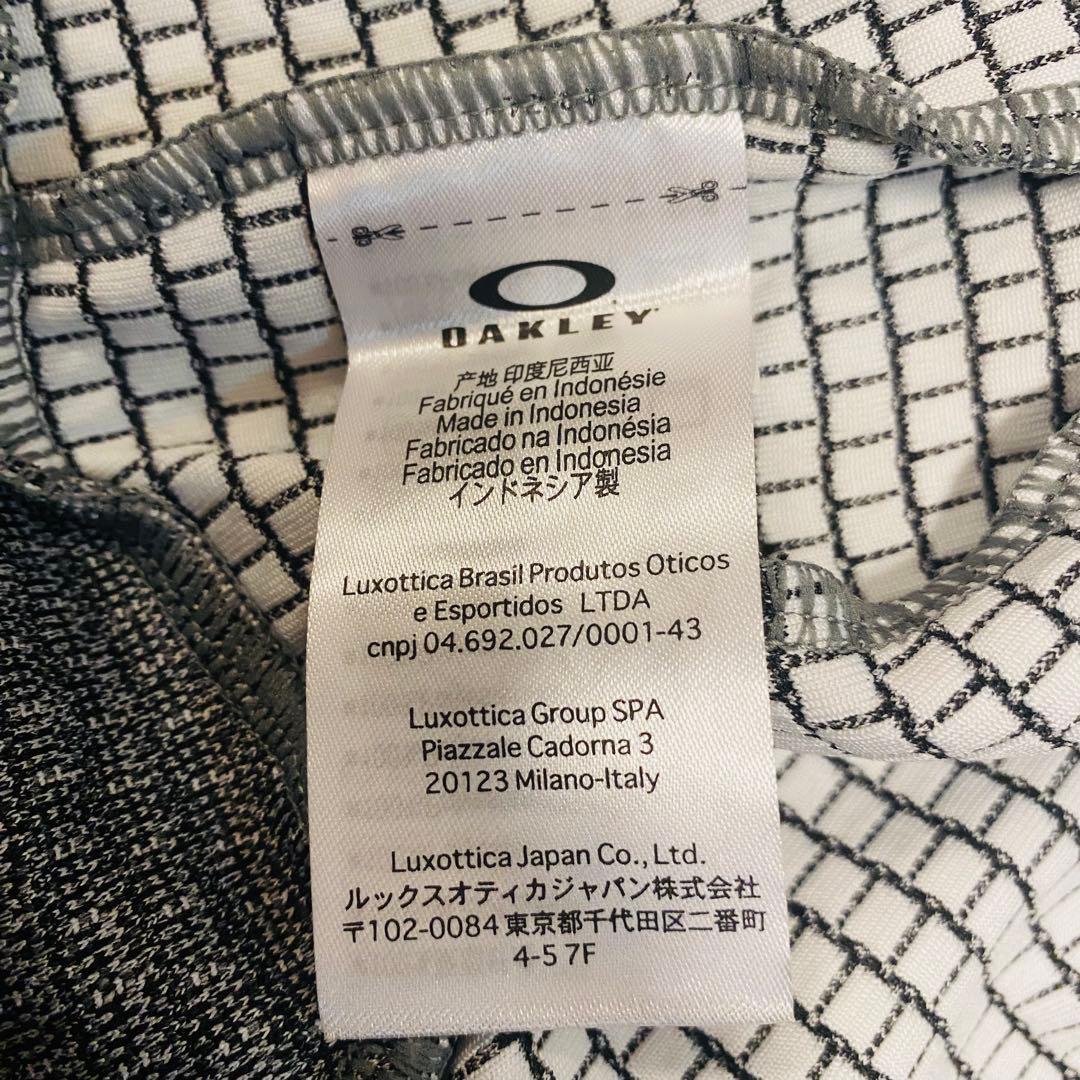 OAKLEY
产地 印度尼西亚
Fabriqué en Indonésie
Made in Indonesia
Fabricado na Indonésia
Fabricado en Indonesia
インドネシア製
Luxottica Brasil Produtos Oticos
e Esportidos LTDA
cnpj 04.692.027/0001-43
Luxottica Group SPA
Piazzale Cadorna 3
20123 Milano-Italy
Luxottica Japan Co., Ltd.
ルックスオティカジャパン株式会社
〒102-0084 東京都千代田区二番町
4-5 7F